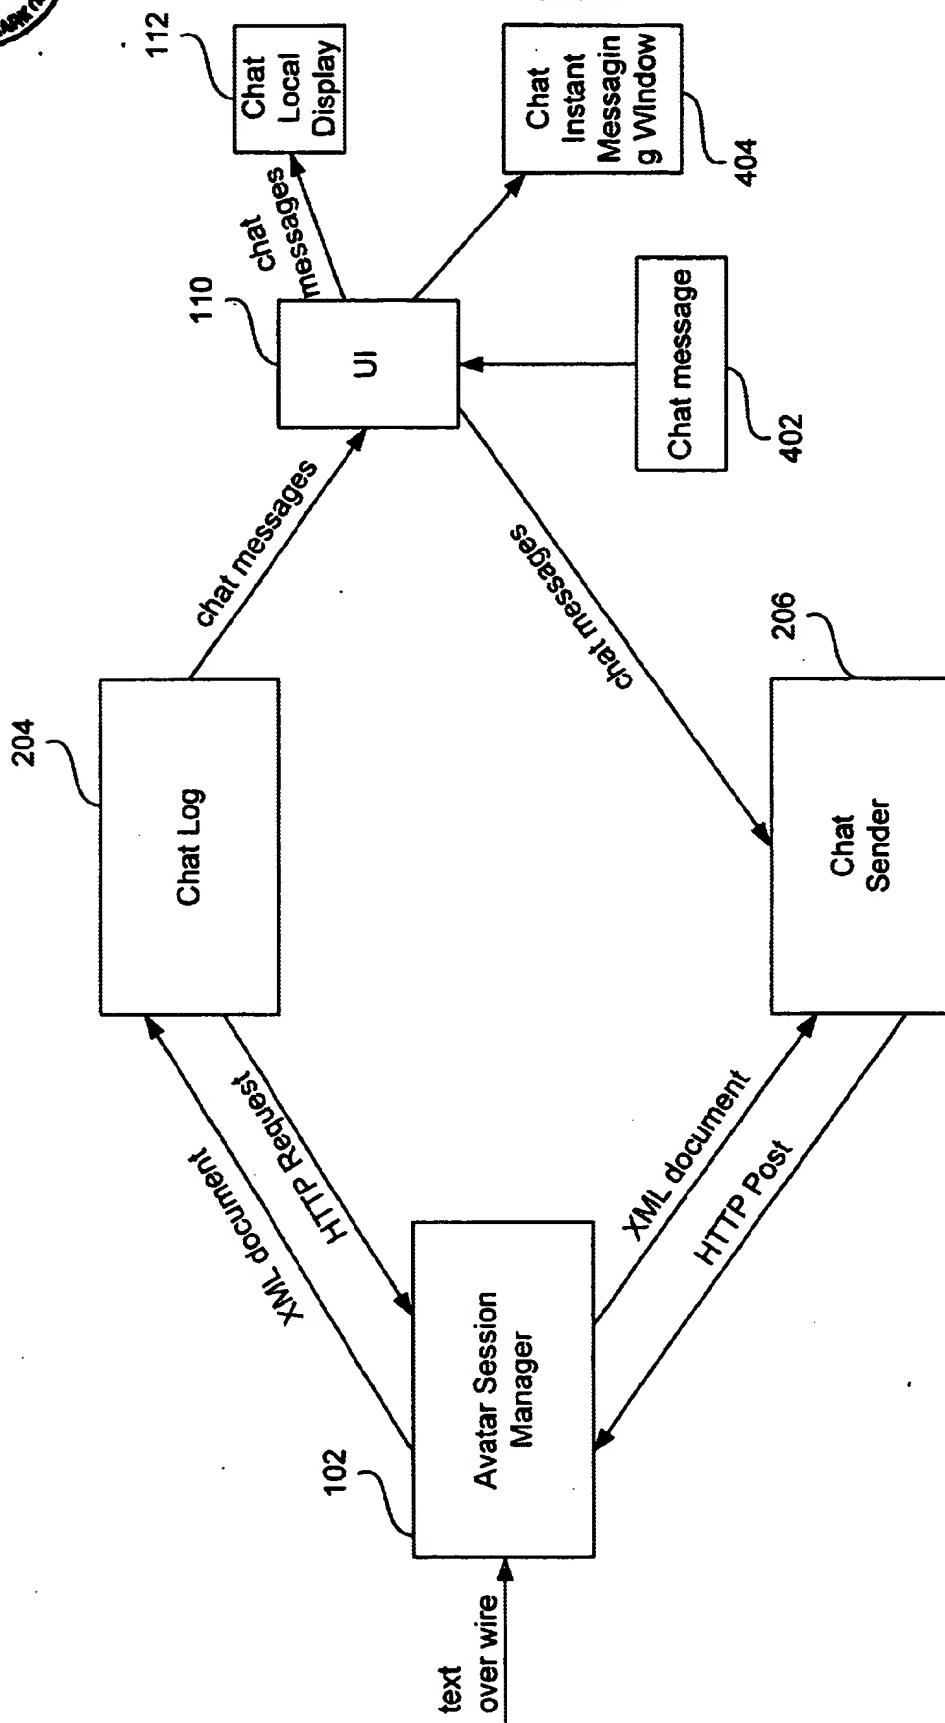 text
over wire
102
Avatar Session
Manager
XML document
HTTP Request
XML document
HTTP Post
204
Chat Log
206
Chat
Sender
chat messages
chat messages
110
UI
402
Chat message
chat
messages
112
Chat
Local
Display
404
Chat
Instant
Messagin
g WIndow